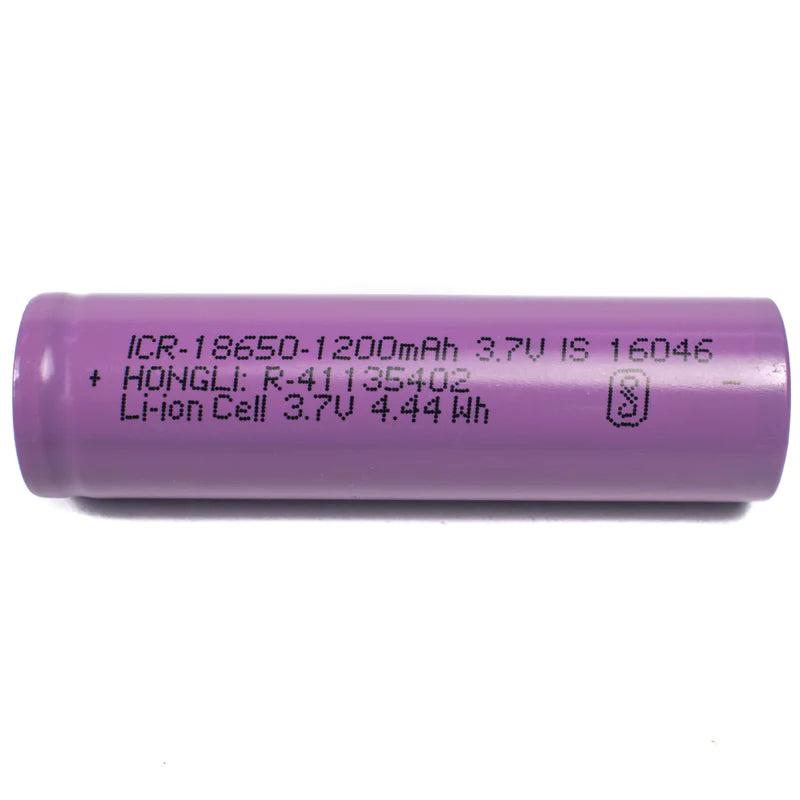 ICR-18650-1200mAh 3.7V IS 16046
+ HONGLI: R-41135402 -
Li-ion Cell 3.7V 4.44 Wh